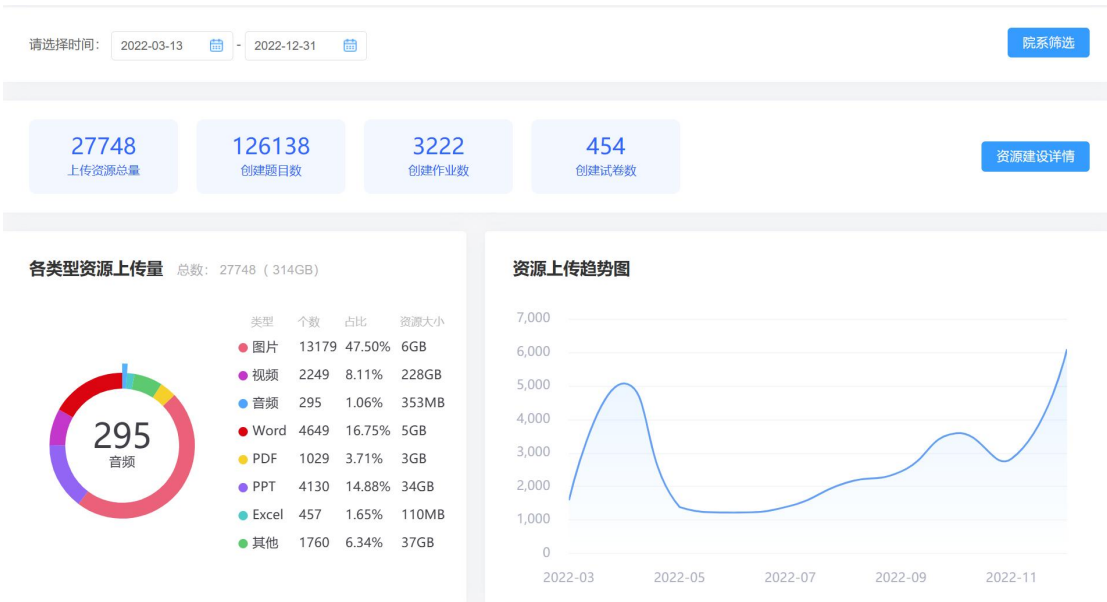 请选择时间： 2022-03-13 - 2022-12-31 院系筛选
27748 126138 3222 454
上传资源总量 创建题目数 创建作业数 创建试卷数 资源建设详情
各类型资源上传量 总数： 27748 ( 314GB)
类型 个数 占比 资源大小
图片 13179 47.50% 6GB
视频 2249 8.11% 228GB
音频 295 1.06% 353MB
Word 4649 16.75% 5GB
PDF 1029 3.71% 3GB
PPT 4130 14.88% 34GB
Excel 457 1.65% 110MB
其他 1760 6.34% 37GB
295
音频
资源上传趋势图
7,000
6,000
5,000
4,000
3,000
2,000
1,000
0
2022-03 2022-05 2022-07 2022-09 2022-11